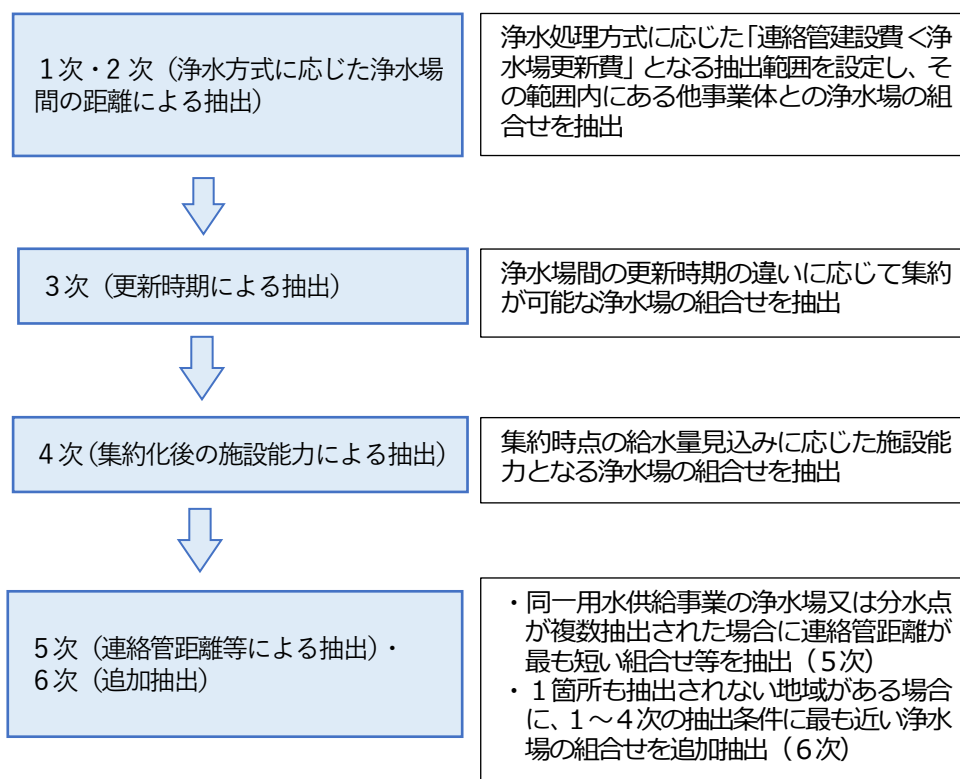 １次・２次（浄水方式に応じた浄水場
間の距離による抽出）
浄水処理方式に応じた「連絡管建設費＜浄
水場更新費」となる抽出範囲を設定し、そ
の範囲内にある他事業体との浄水場の組
合せを抽出
３次（更新時期による抽出）
浄水場間の更新時期の違いに応じて集約
が可能な浄水場の組合せを抽出
４次（集約化後の施設能力による抽出）
集約時点の給水量見込みに応じた施設能
力となる浄水場の組合せを抽出
５次（連絡管距離等による抽出）・
６次（追加抽出）
・同一用水供給事業の浄水場又は分水点
が複数抽出された場合に連絡管距離が
最も短い組合せ等を抽出（５次）
・１箇所も抽出されない地域がある場合
に、１～４次の抽出条件に最も近い浄水
場の組合せを追加抽出（６次）